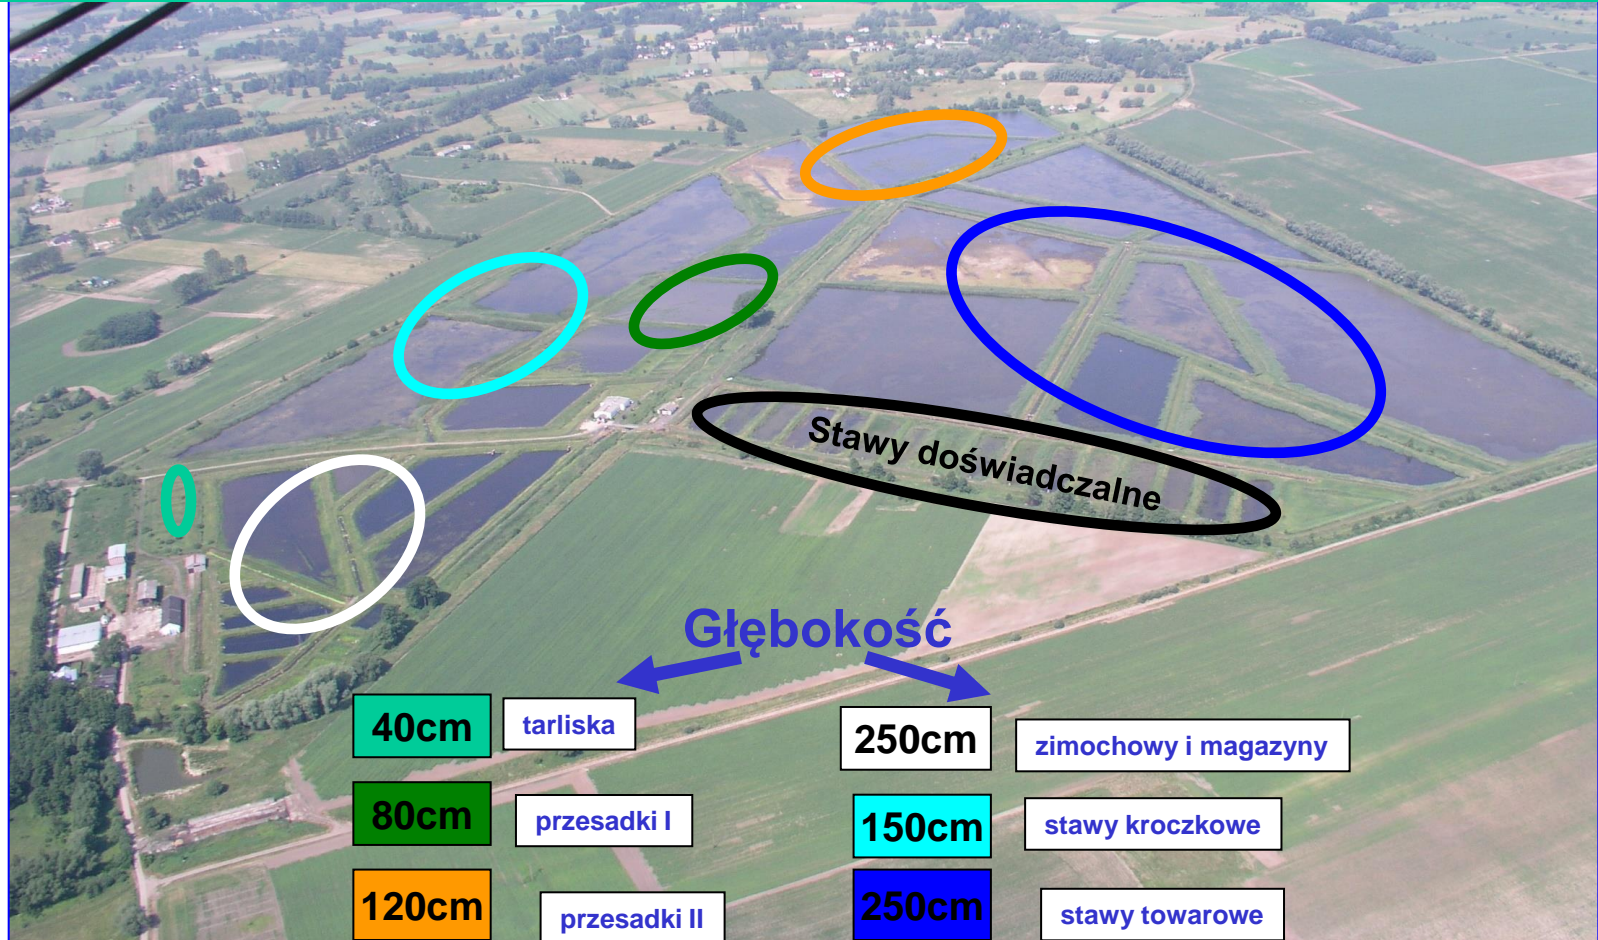 Stawy doświadczalne
Głębokość
40cm tarliska
80cm przesadki I
120cm przesadki II
250cm zimochowy i magazyny
150cm stawy kroczkowe
250cm stawy towarowe